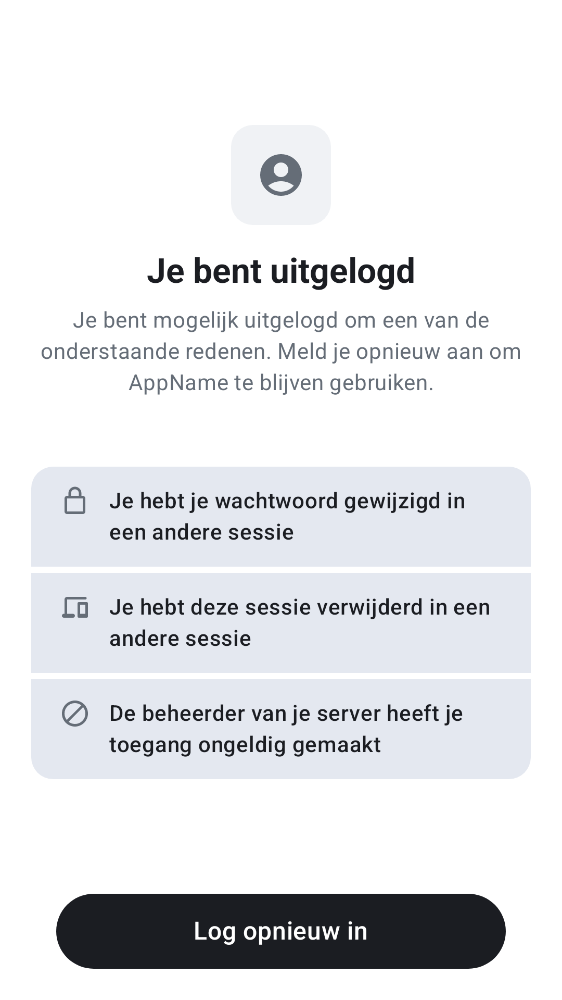 Je bent uitgelogd
Je bent mogelijk uitgelogd om een van de
onderstaande redenen. Meld je opnieuw aan om
AppName te blijven gebruiken.
Je hebt je wachtwoord gewijzigd in
een andere sessie
Je hebt deze sessie verwijderd in een
andere sessie
De beheerder van je server heeft je
toegang ongeldig gemaakt
Log opnieuw in